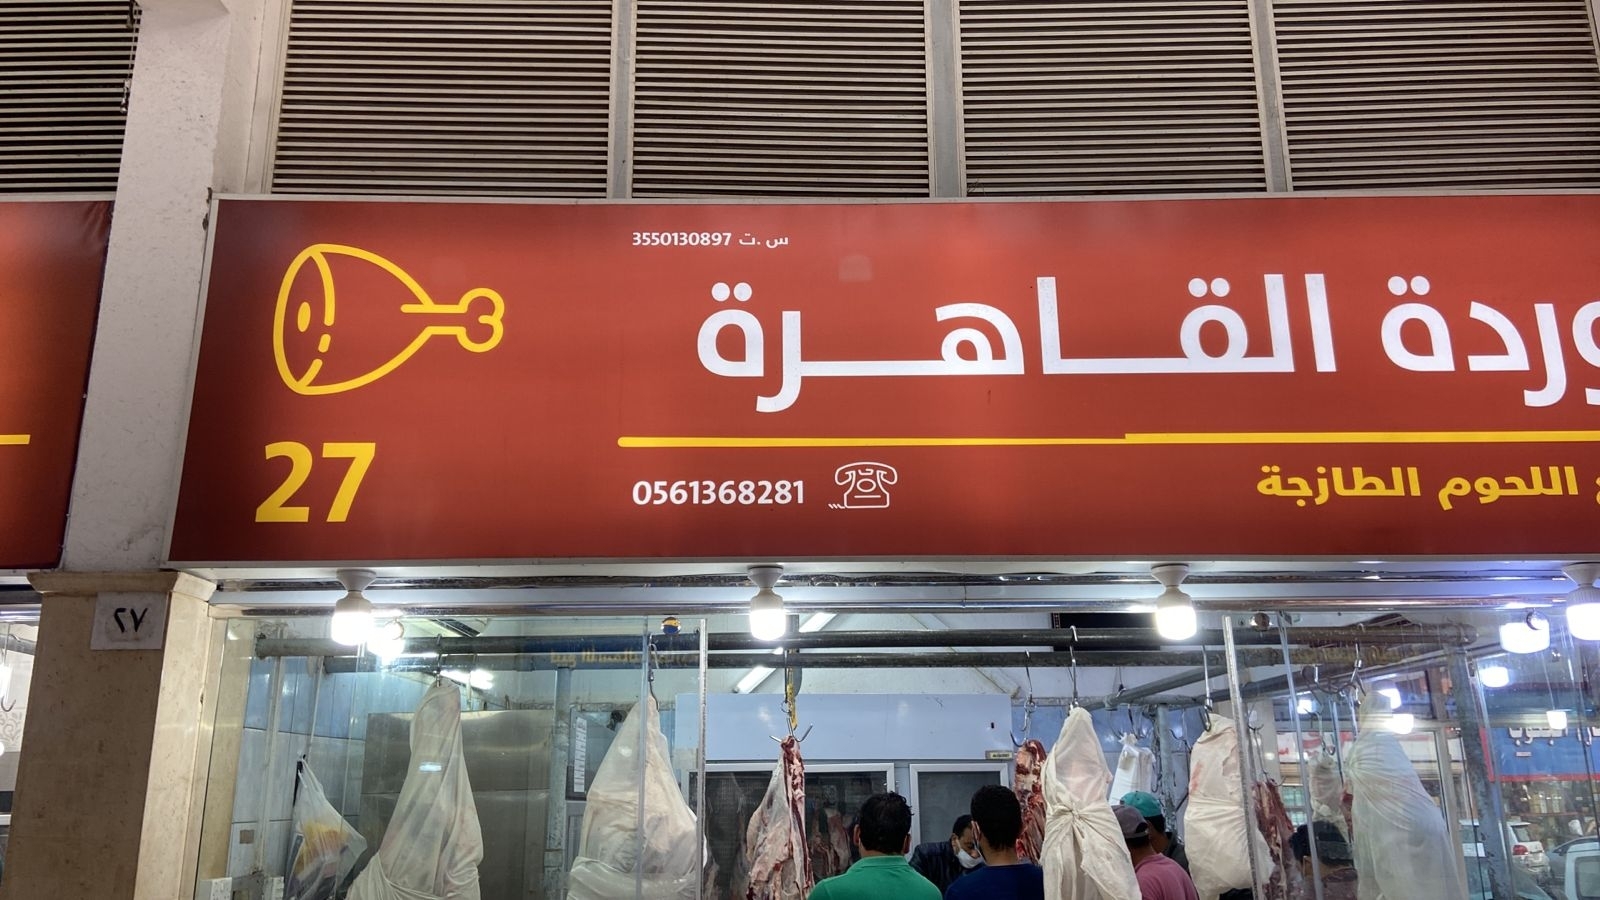 س.ت 3550130897
وردة القاهرة
اللحوم الطازجة
0561368281
27
٢٧